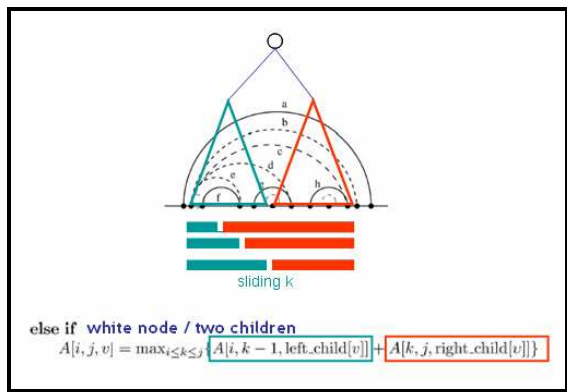 a
b
c
d
e
f
h
sliding k
else if white node / two children
A[i, j, v] = max_{i≤k≤j}{A[i, k − 1, left_child[v]] + A[k, j, right_child[v]]}